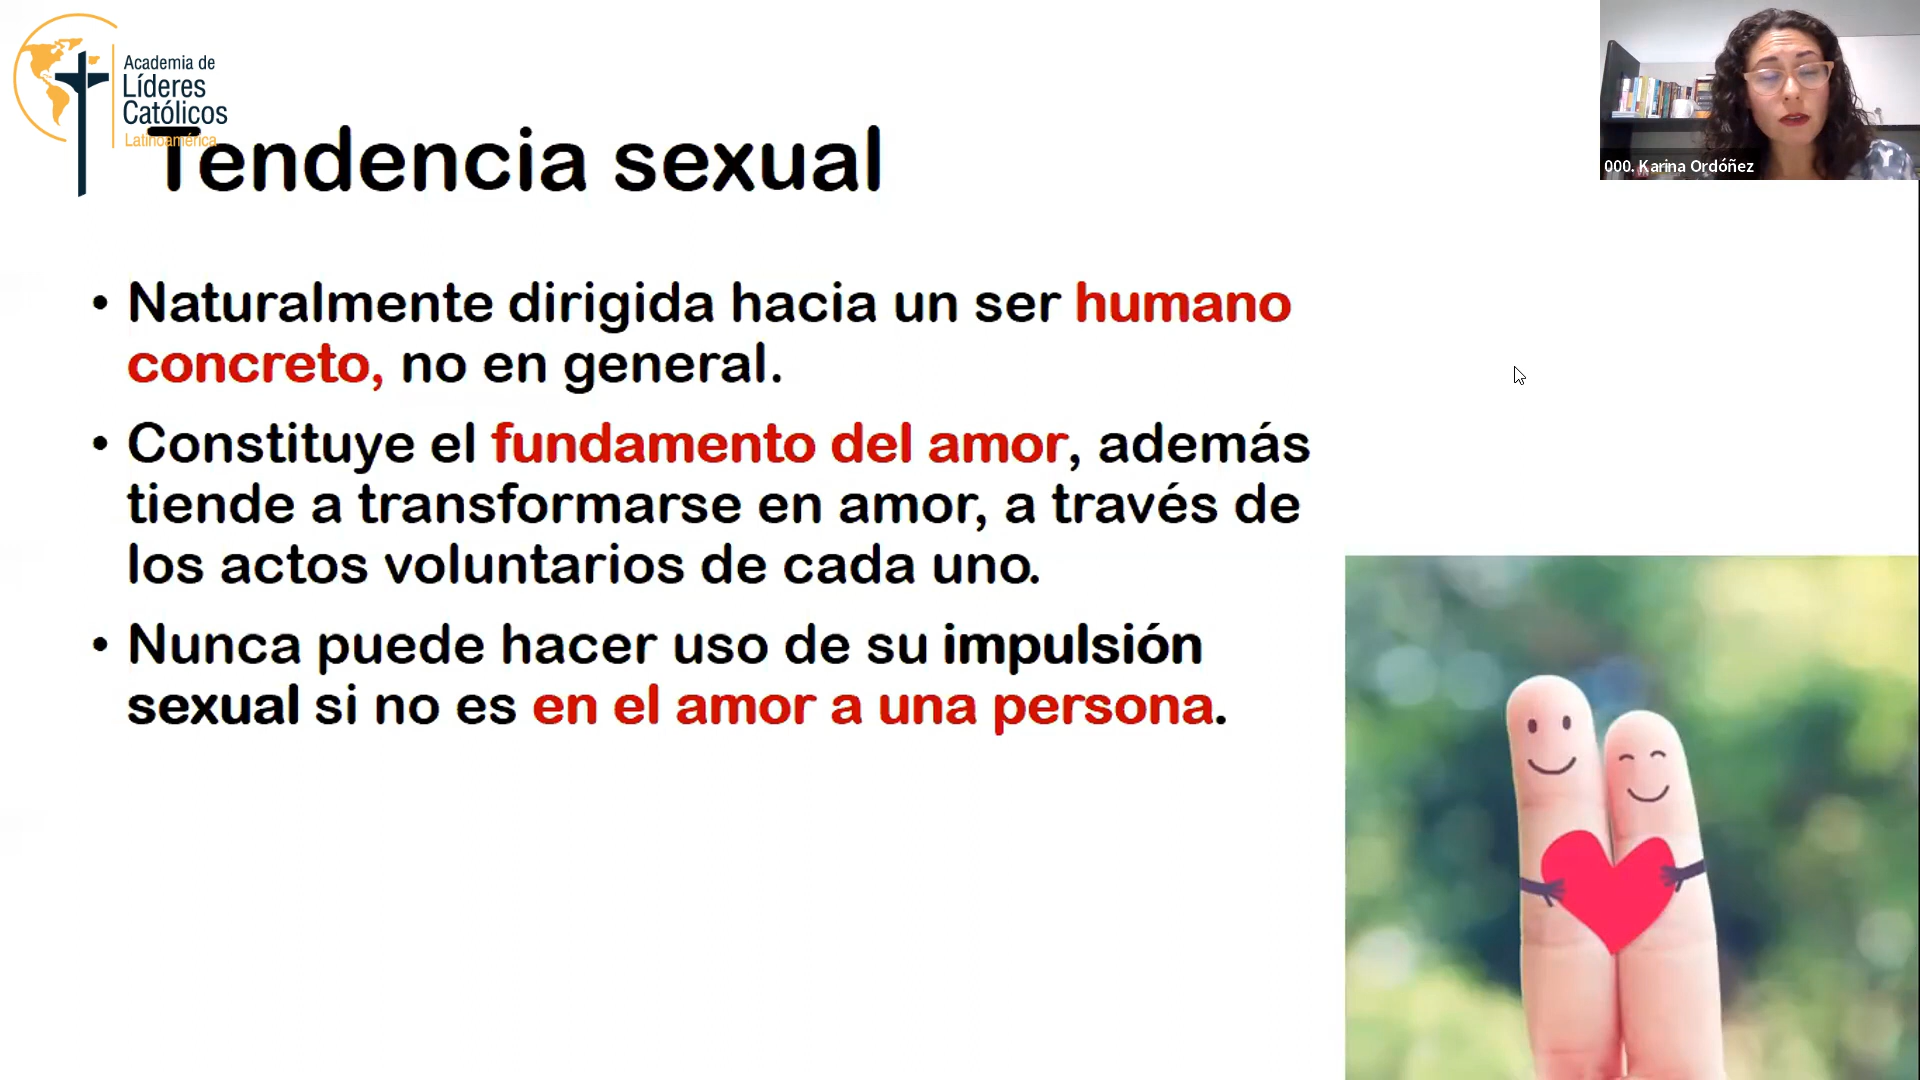 Academia de
Líderes
Católicos
Latinoamérica
Tendencia sexual
000. Karina Ordóñez
• Naturalmente dirigida hacia un ser humano
concreto, no en general.
• Constituye el fundamento del amor, además
tiende a transformarse en amor, a través de
los actos voluntarios de cada uno.
• Nunca puede hacer uso de su impulsión
sexual si no es en el amor a una persona.